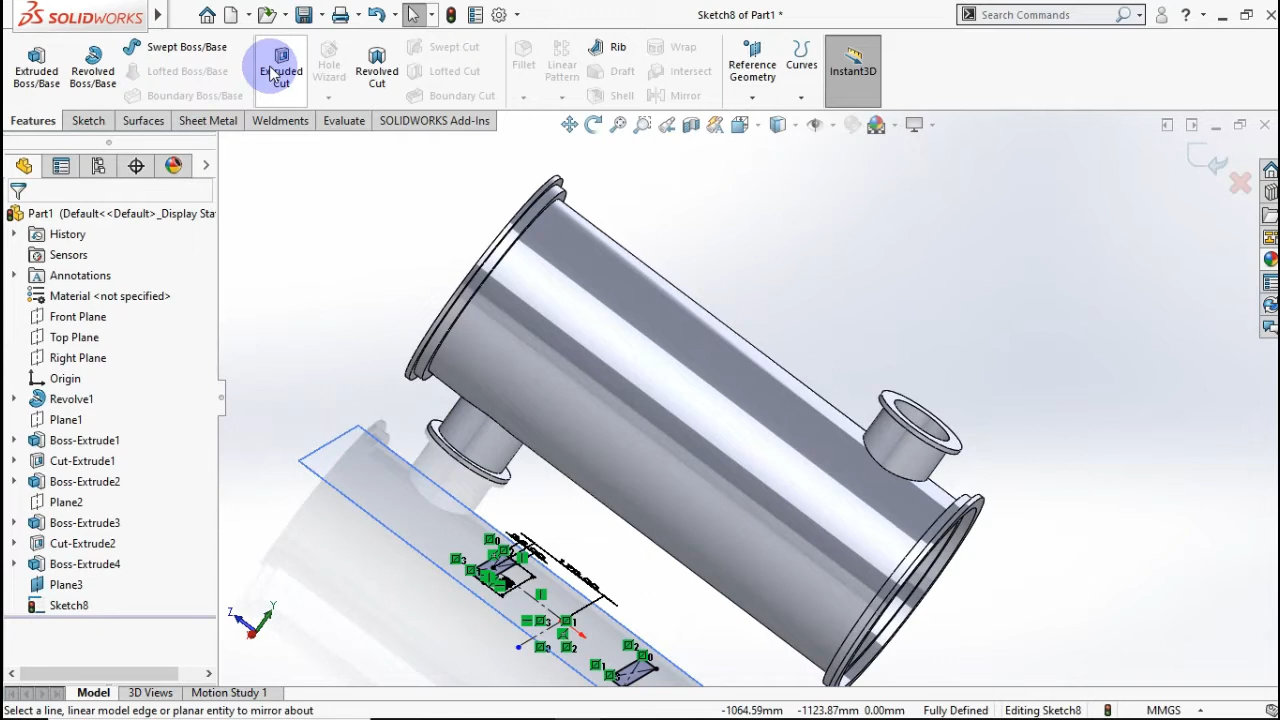 SOLIDWORKS
Sketch8 of Part1
Search Commands
?
Extruded Boss/Base
Revolved Boss/Base
Swept Boss/Base
Lofted Boss/Base
Boundary Boss/Base
Extruded Cut
Hole Wizard
Revolved Cut
Swept Cut
Lofted Cut
Boundary Cut
Fillet
Linear Pattern
Rib
Draft
Shell
Wrap
Intersect
Mirror
Reference Geometry
Curves
Instant3D
Features
Sketch
Surfaces
Sheet Metal
Weldments
Evaluate
SOLIDWORKS Add-Ins
Part1 (Default<<Default>_Display Sta
History
Sensors
Annotations
Material <not specified>
Front Plane
Top Plane
Right Plane
Origin
Revolve1
Plane1
Boss-Extrude1
Cut-Extrude1
Boss-Extrude2
Plane2
Boss-Extrude3
Cut-Extrude2
Boss-Extrude4
Plane3
Sketch8
Z
Y
Model
3D Views
Motion Study 1
Select a line, linear model edge or planar entity to mirror about
-1064.59mm
-1123.87mm 0.00mm
Fully Defined
Editing Sketch8
MMGS